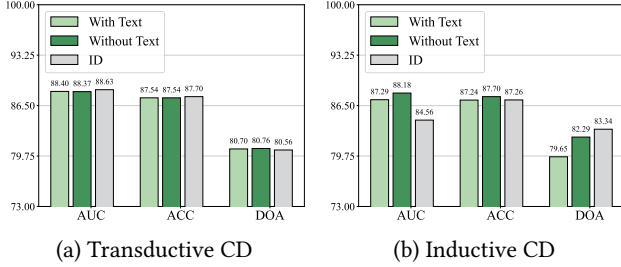 100.00
93.25
86.50
79.75
73.00
With Text
Without Text
ID
88.40 88.37 88.63
87.54 87.54 87.70
80.70 80.76 80.56
AUC ACC DOA
(a) Transductive CD
100.00
93.25
86.50
79.75
73.00
With Text
Without Text
ID
87.29 88.18 84.56
87.24 87.70 87.26
79.65 82.29 83.34
AUC ACC DOA
(b) Inductive CD